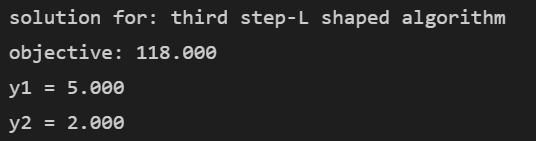 solution for: third step-L shaped algorithm
objective: 118.000
y1 = 5.000
y2 = 2.000